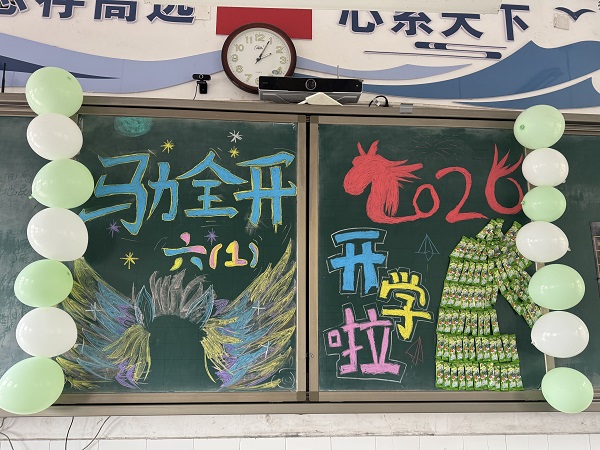 志存高远
心系天下
马力全开
六(1)
2026
开学啦